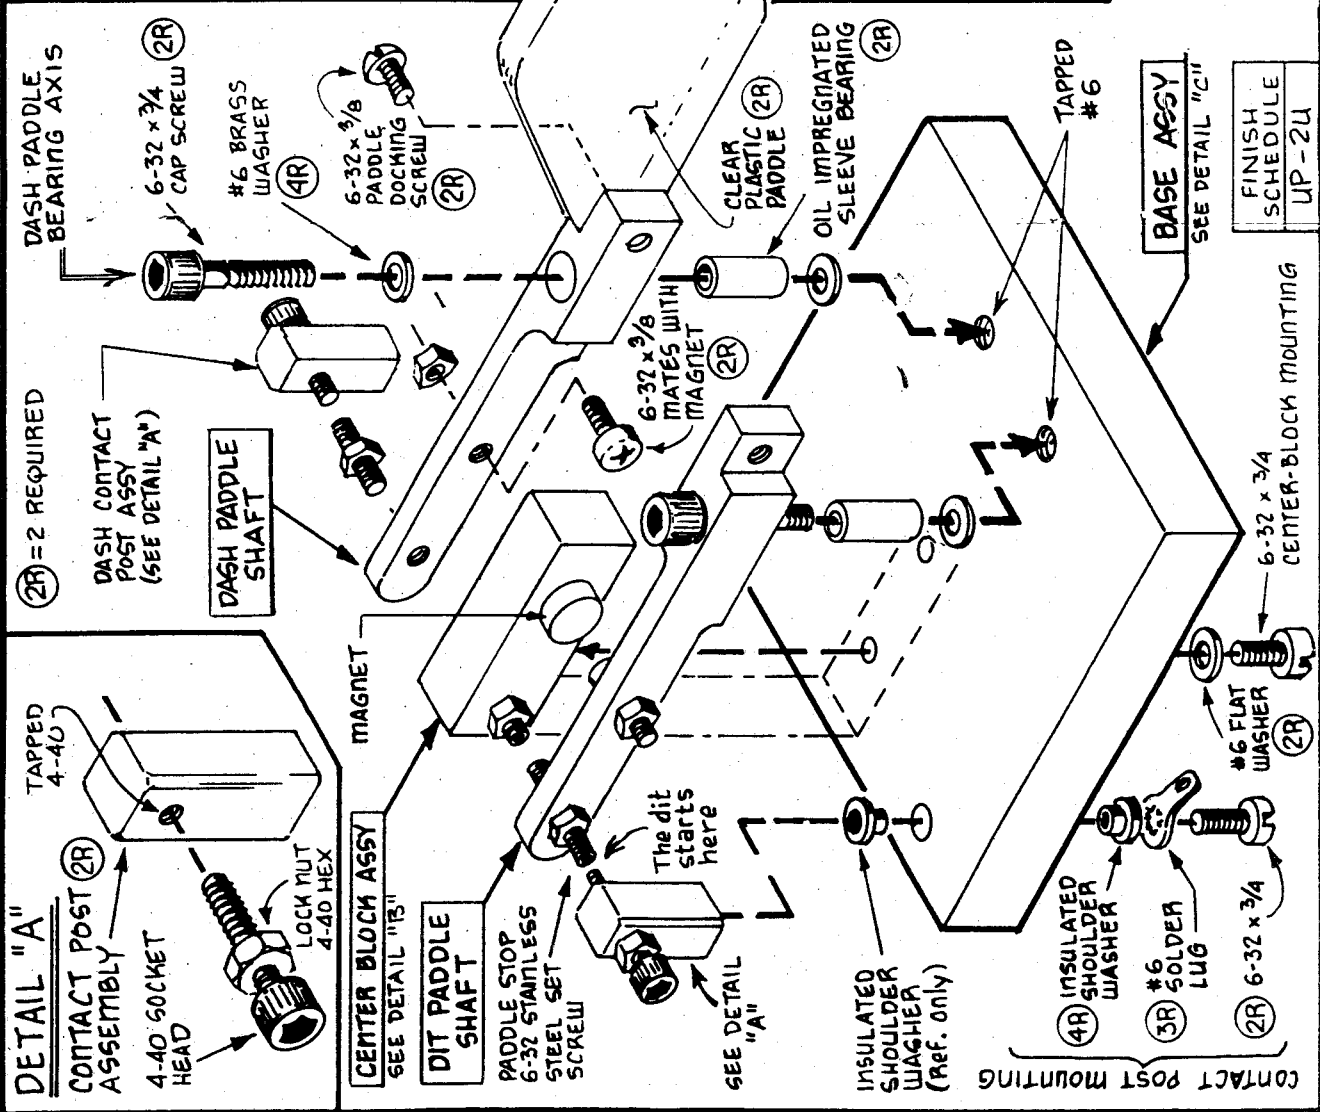 DETAIL "A"
CONTACT POST 2R
ASSEMBLY
4-40 SOCKET
HEAD
LOCK NUT
4-40 HEX
TAPPED
4-40
2R = 2 REQUIRED
DASH PADDLE
BEARING AXIS
6-32 x 3/4
CAP SCREW 2R
#6 BRASS
WASHER
4R
6-32 x 3/8
PADDLE
DOCKING
SCREW
2R
DASH CONTACT
POST ASSY
(SEE DETAIL "A")
DASH PADDLE
SHAFT
CLEAR
PLASTIC
PADDLE
2R
OIL IMPREGNATED
SLEEVE BEARING
2R
TAPPED
#6
6-32 x 3/8
MATES WITH
MAGNET
2R
MAGNET
CENTER BLOCK ASSY
SEE DETAIL "B"
DIT PADDLE
SHAFT
PADDLE STOP
6-32 STAINLESS
STEEL SET
SCREW
The dit
starts
here
SEE DETAIL
"A"
INSULATED
SHOULDER
WASHER
(Ref. only)
BASE ASSY
SEE DETAIL "C"
FINISH
SCHEDULE
UP-2U
6-32 x 3/4
CENTER-BLOCK MOUNTING
#6 FLAT
WASHER
2R
4R INSULATED
SHOULDER
WASHER
3R #6
SOLDER
LUG
2R 6-32 x 3/4
CONTACT POST MOUNTING